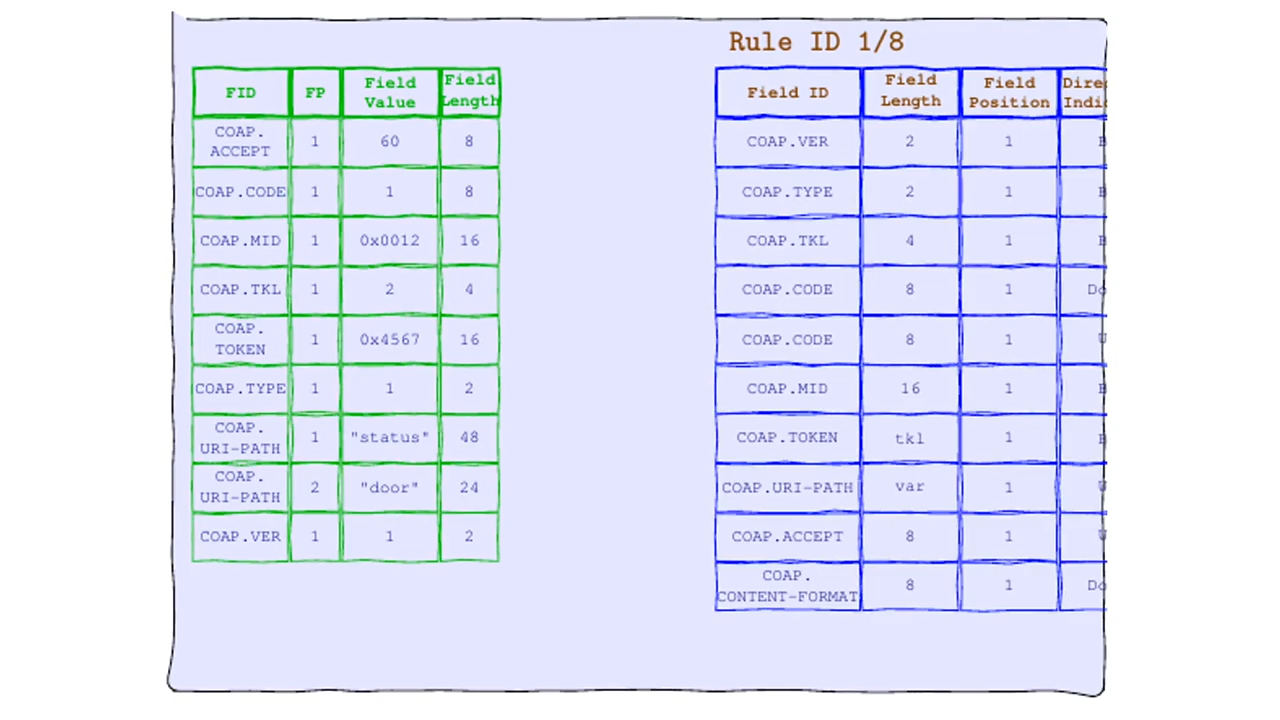 Rule ID 1/8
FID FP Field Value Field Length
COAP. ACCEPT 1 60 8
COAP.CODE 1 1 8
COAP.MID 1 0x0012 16
COAP.TKL 1 2 4
COAP. TOKEN 1 0x4567 16
COAP.TYPE 1 1 2
COAP. URI-PATH 1 "status" 48
COAP. URI-PATH 2 "door" 24
COAP.VER 1 1 2
Field ID Field Length Field Position
COAP.VER 2 1
COAP.TYPE 2 1
COAP.TKL 4 1
COAP.CODE 8 1
COAP.CODE 8 1
COAP.MID 16 1
COAP.TOKEN tkl 1
COAP.URI-PATH var 1
COAP.ACCEPT 8 1
COAP. CONTENT-FORMAT 8 1